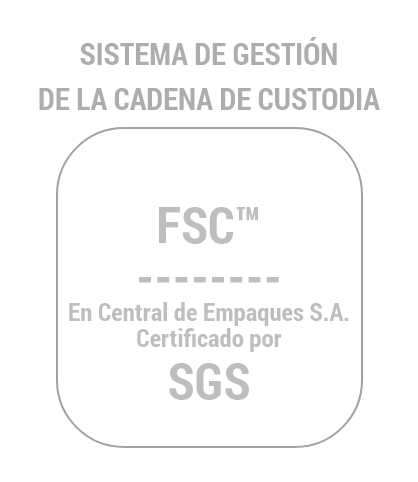 SISTEMA DE GESTIÓN
DE LA CADENA DE CUSTODIA
FSC™
--------
En Central de Empaques S.A.
Certificado por
SGS